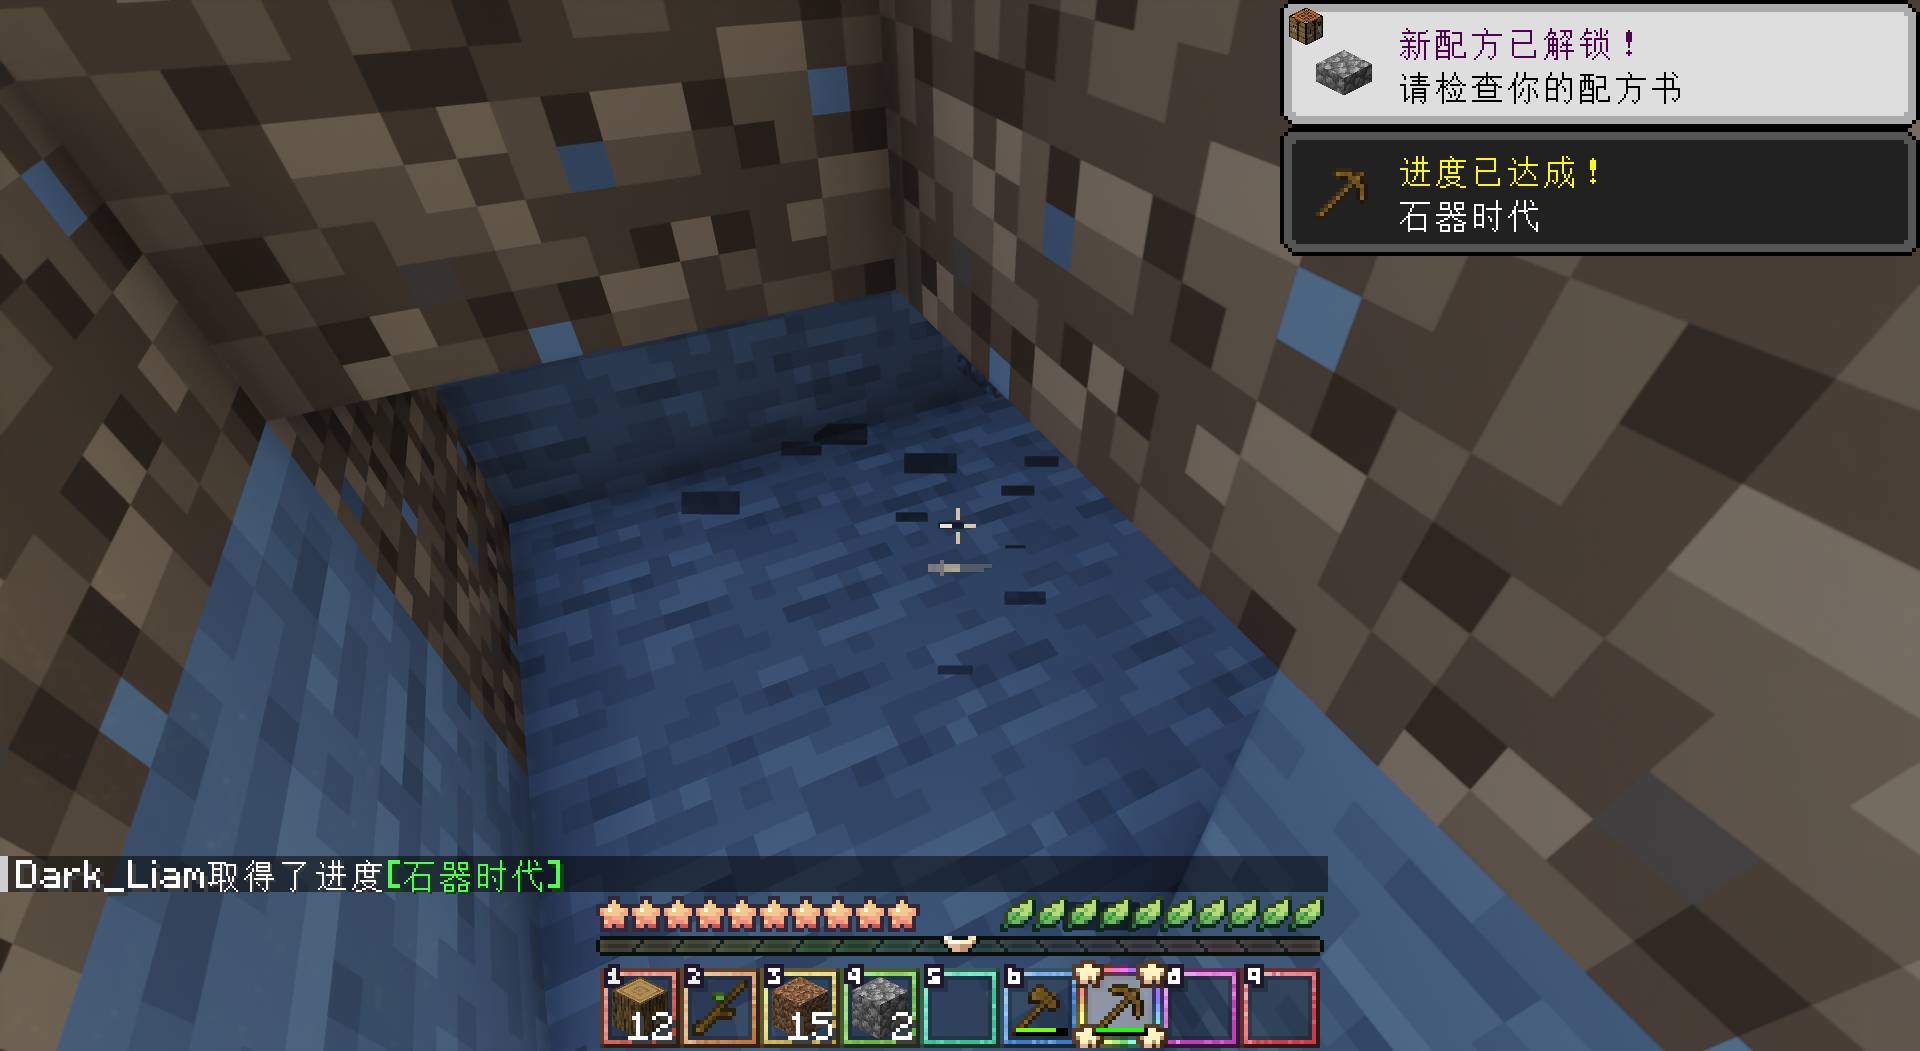 新配方已解锁！
请检查你的配方书
进度已达成！
石器时代
Dark_Liam取得了进度[石器时代]
1 2 3 4 5 6 8 9
12 15 2